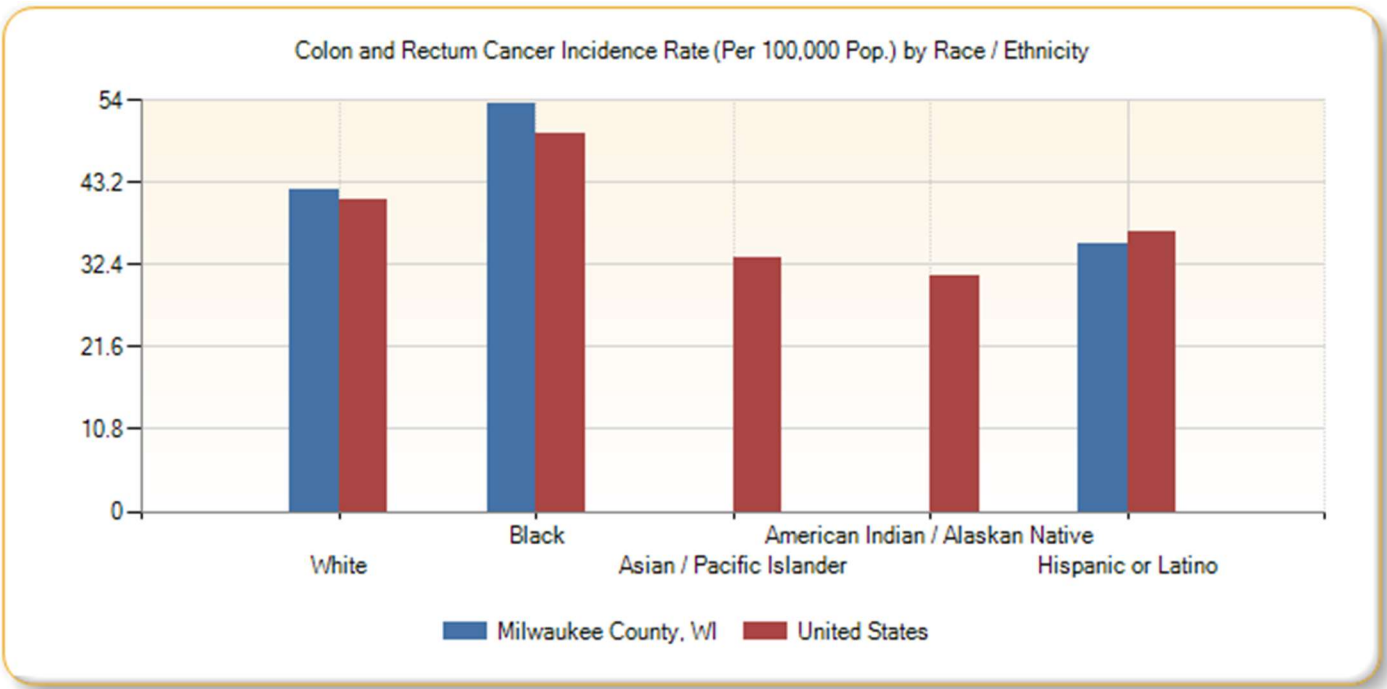 Colon and Rectum Cancer Incidence Rate (Per 100,000 Pop.) by Race / Ethnicity
54
43.2
32.4
21.6
10.8
0
Black
American Indian / Alaskan Native
White
Asian / Pacific Islander
Hispanic or Latino
Milwaukee County, WI
United States